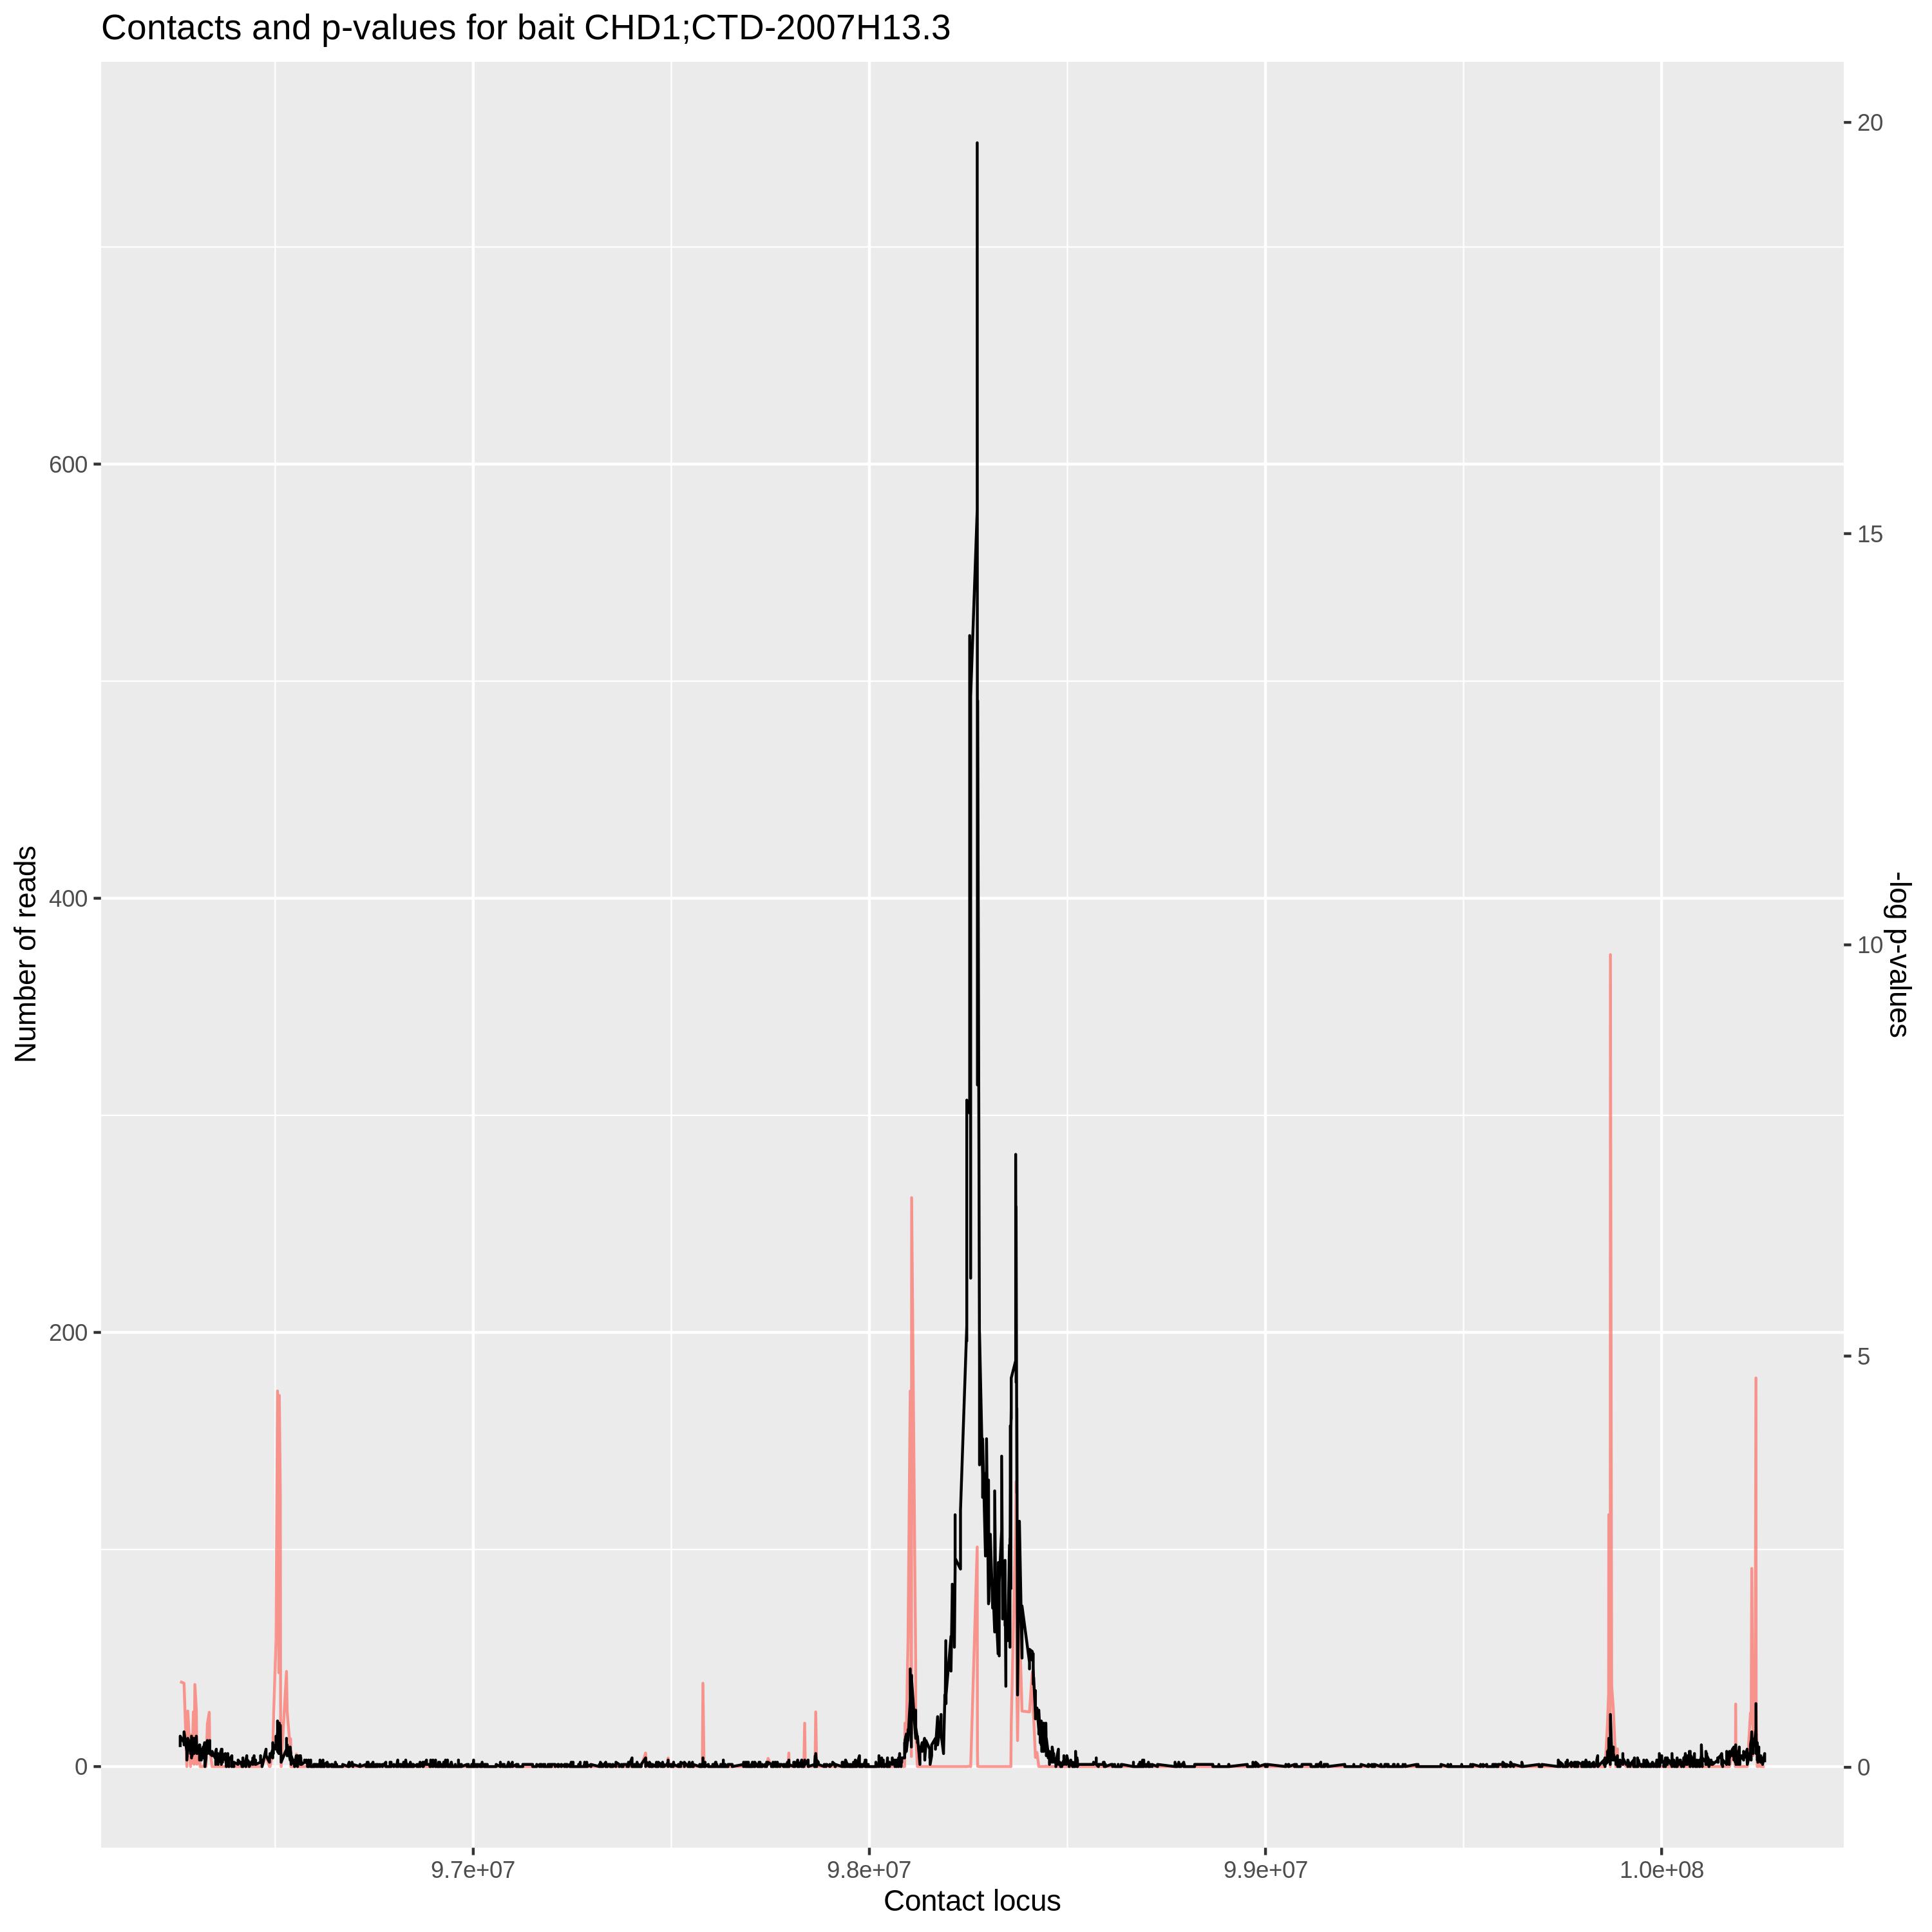 Contacts and p-values for bait CHD1;CTD-2007H13.3
Number of reads
600
400
200
0
20
15
10
5
0
-log p-values
9.7e+07 9.8e+07 9.9e+07 1.0e+08
Contact locus